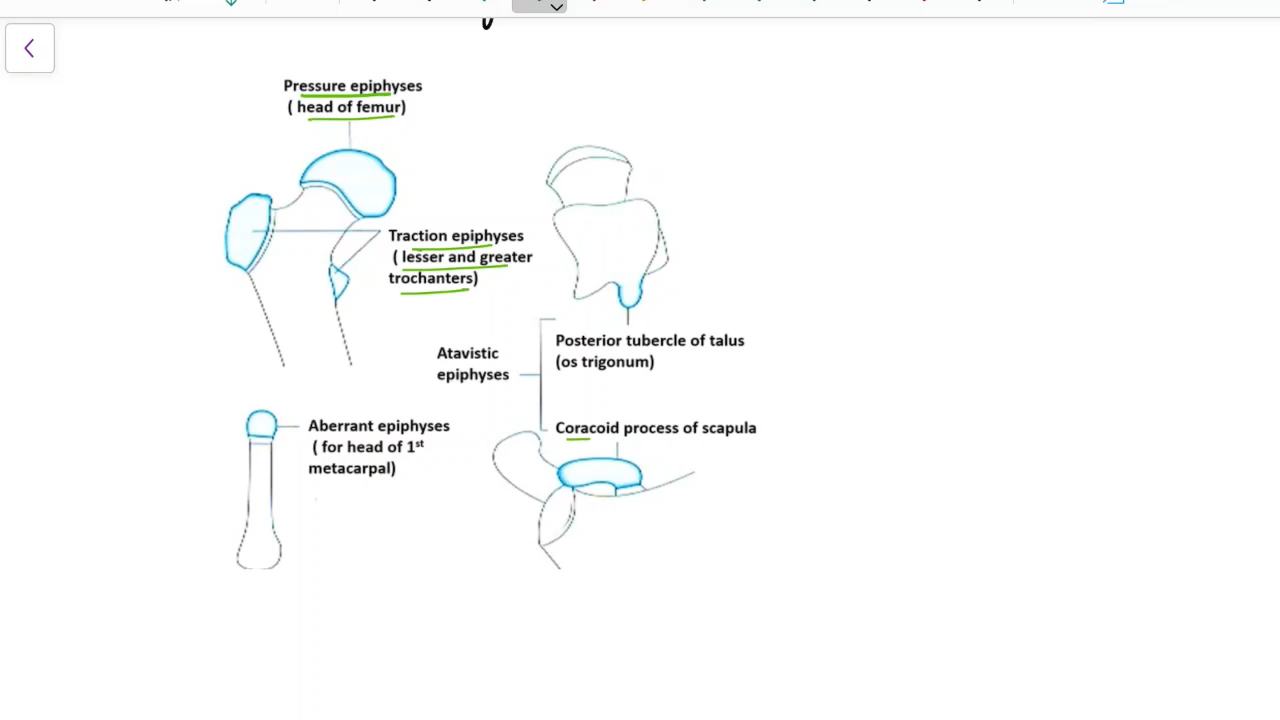 Pressure epiphyses
( head of femur)
Traction epiphyses
( lesser and greater
trochanters)
Atavistic
epiphyses
Posterior tubercle of talus
(os trigonum)
Coracoid process of scapula
Aberrant epiphyses
( for head of 1st
metacarpal)